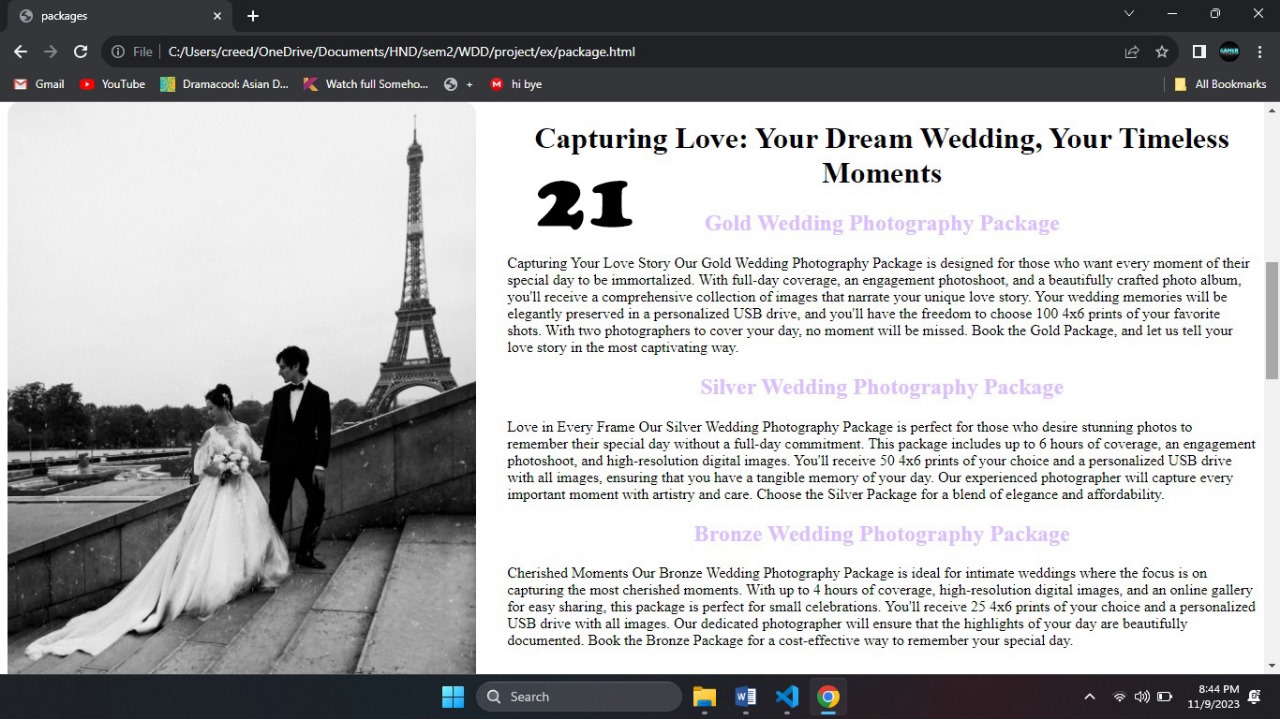 packages
File
C:/Users/creed/OneDrive/Documents/HND/sem2/WDD/project/ex/package.html
Gmail
YouTube
Dramacool: Asian D...
Watch full Someho...
+
hi bye
All Bookmarks
Capturing Love: Your Dream Wedding, Your Timeless
Moments
21
Gold Wedding Photography Package
Capturing Your Love Story Our Gold Wedding Photography Package is designed for those who want every moment of their
special day to be immortalized. With full-day coverage, an engagement photoshoot, and a beautifully crafted photo album,
you'll receive a comprehensive collection of images that narrate your unique love story. Your wedding memories will be
elegantly preserved in a personalized USB drive, and you'll have the freedom to choose 100 4x6 prints of your favorite
shots. With two photographers to cover your day, no moment will be missed. Book the Gold Package, and let us tell your
love story in the most captivating way.
Silver Wedding Photography Package
Love in Every Frame Our Silver Wedding Photography Package is perfect for those who desire stunning photos to
remember their special day without a full-day commitment. This package includes up to 6 hours of coverage, an engagement
photoshoot, and high-resolution digital images. You'll receive 50 4x6 prints of your choice and a personalized USB drive
with all images, ensuring that you have a tangible memory of your day. Our experienced photographer will capture every
important moment with artistry and care. Choose the Silver Package for a blend of elegance and affordability.
Bronze Wedding Photography Package
Cherished Moments Our Bronze Wedding Photography Package is ideal for intimate weddings where the focus is on
capturing the most cherished moments. With up to 4 hours of coverage, high-resolution digital images, and an online gallery
for easy sharing, this package is perfect for small celebrations. You'll receive 25 4x6 prints of your choice and a personalized
USB drive with all images. Our dedicated photographer will ensure that the highlights of your day are beautifully
documented. Book the Bronze Package for a cost-effective way to remember your special day.
Search
8:44 PM
11/9/2023